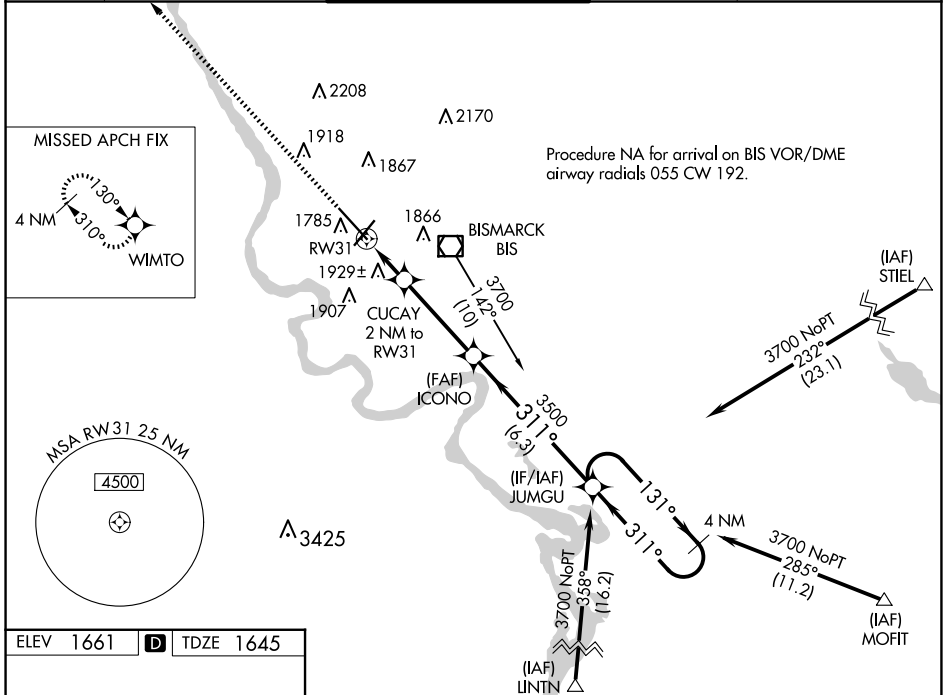 2208
2170
1918
1867
MISSED APCH FIX
130°
4 NM
310°
WIMTO
Procedure NA for arrival on BIS VOR/DME
airway radials 055 CW 192.
1785
1866
RW31
BISMARCK
BIS
1929±
1907
CUCAY
2 NM to
RW31
3700
142°
(10)
(IAF)
STIEL
3700 NoPT
232°
(23.1)
(FAF)
ICONO
3500
311°
(6.3)
MSA RW31 25 NM
4500
(IF/IAF)
JUMGU
131°
311°
4 NM
3425
3700 NoPT
285°
(11.2)
3700 NoPT
358°
(16.2)
(IAF)
MOFIT
(IAF)
LINTN
ELEV 1661 D TDZE 1645